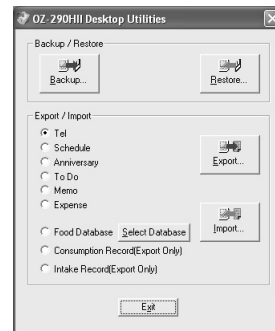 OZ-290HII Desktop Utilities
Backup / Restore
Backup... Restore...
Export / Import
Tel
Schedule
Anniversary
To Do
Memo
Expense
Export...
Food Database Select Database
Import...
Consumption Record(Export Only)
Intake Record(Export Only)
Exit